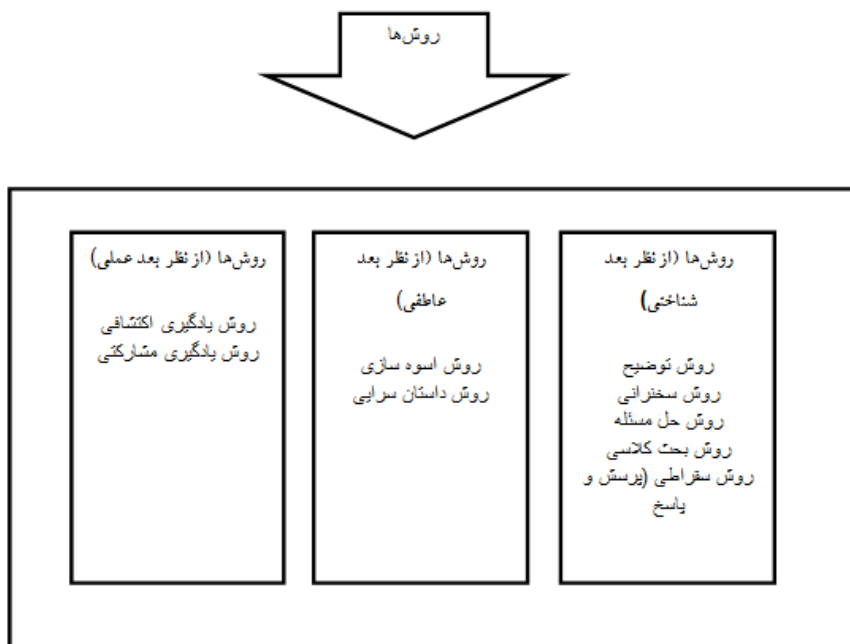 روش‌ها
روش‌ها (از نظر بعد
شناختی)
روش توضیح
روش سخنرانی
روش حل مسئله
روش بحث کلاسی
روش سقراطی (پرسش و
پاسخ
روش‌ها (از نظر بعد
عاطفی)
روش اسوه سازی
روش داستان سرایی
روش‌ها (از نظر بعد عملی)
روش یادگیری اکتشافی
روش یادگیری مشارکتی